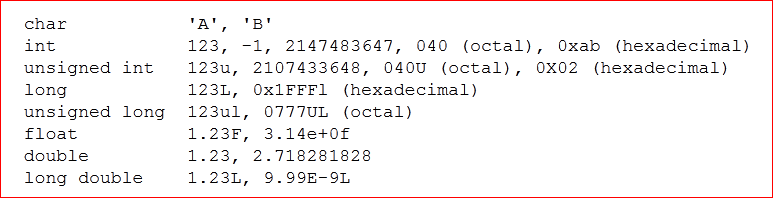 char 'A', 'B'
int 123, -1, 2147483647, 040 (octal), 0xab (hexadecimal)
unsigned int 123u, 2107433648, 040U (octal), 0X02 (hexadecimal)
long 123L, 0x1FFFl (hexadecimal)
unsigned long 123ul, 0777UL (octal)
float 1.23F, 3.14e+0f
double 1.23, 2.718281828
long double 1.23L, 9.99E-9L